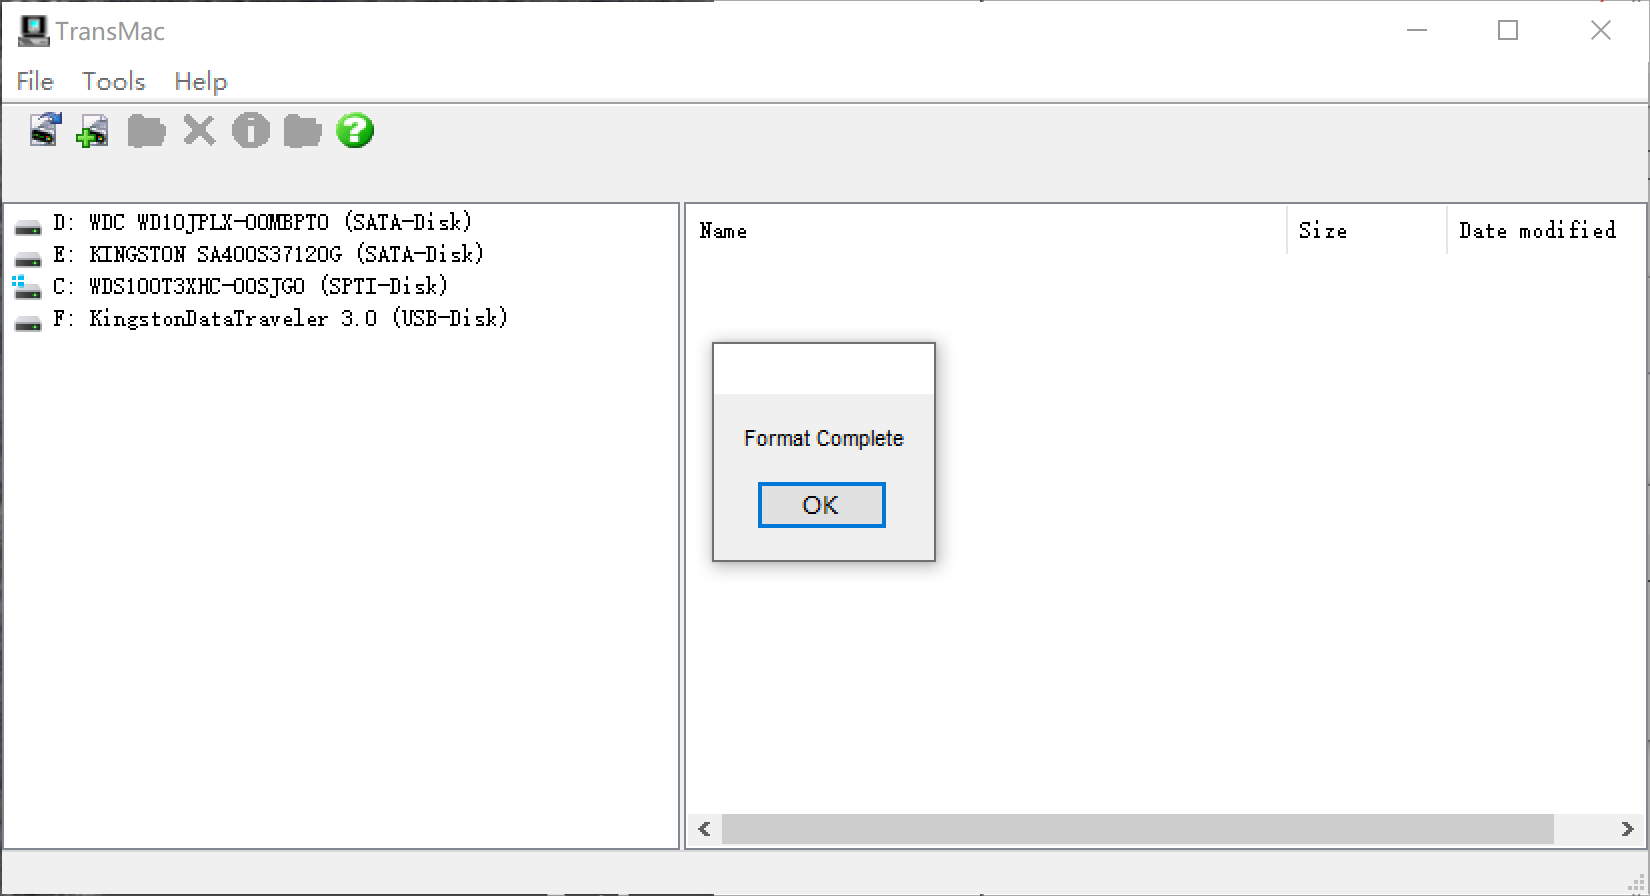 TransMac
File Tools Help
D: WDC WD10JPLX-00MBPT0 (SATA-Disk)
E: KINGSTON SA400S37120G (SATA-Disk)
C: WDS100T3XHC-00SJG0 (SPTI-Disk)
F: KingstonDataTraveler 3.0 (USB-Disk)
Name Size Date modified
Format Complete
OK